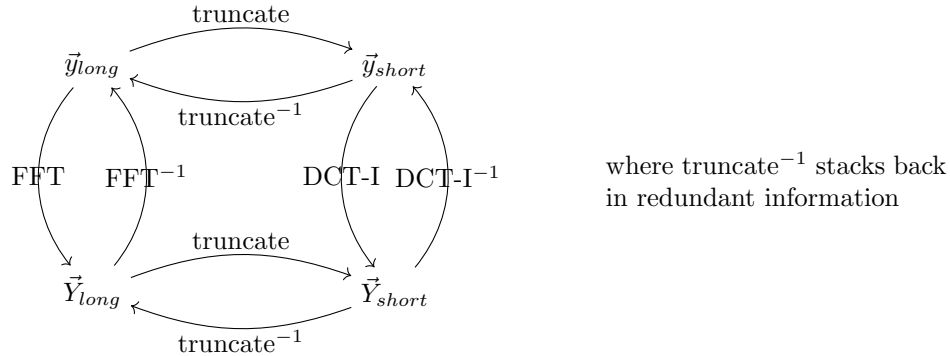 truncate
y⃗_long
y⃗_short
truncate⁻¹
FFT
FFT⁻¹
DCT-I
DCT-I⁻¹
where truncate⁻¹ stacks back
in redundant information
truncate
Y⃗_long
Y⃗_short
truncate⁻¹